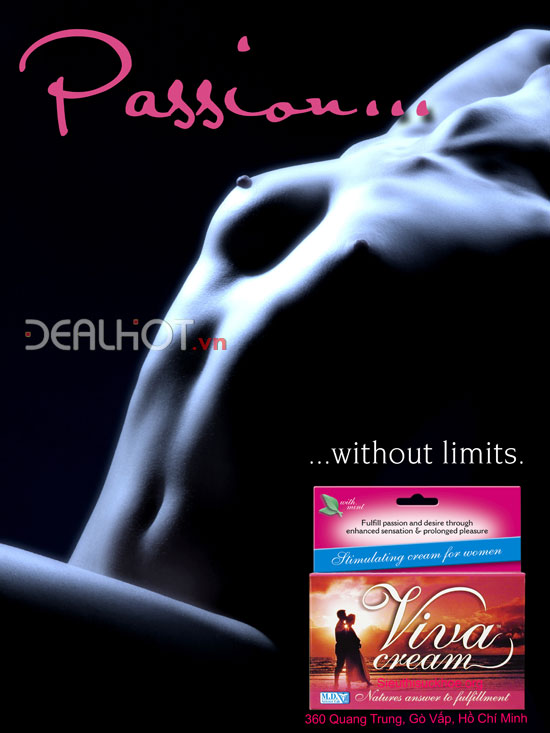 Passion...
DEALHOT.vn
...without limits.
with
mint
Fulfill passion and desire through
enhanced sensation & prolonged pleasure
Stimulating cream for women
Viva™
cream
M.D.
Natures answer to fulfillment
360 Quang Trung, Gò Vấp, Hồ Chí Minh